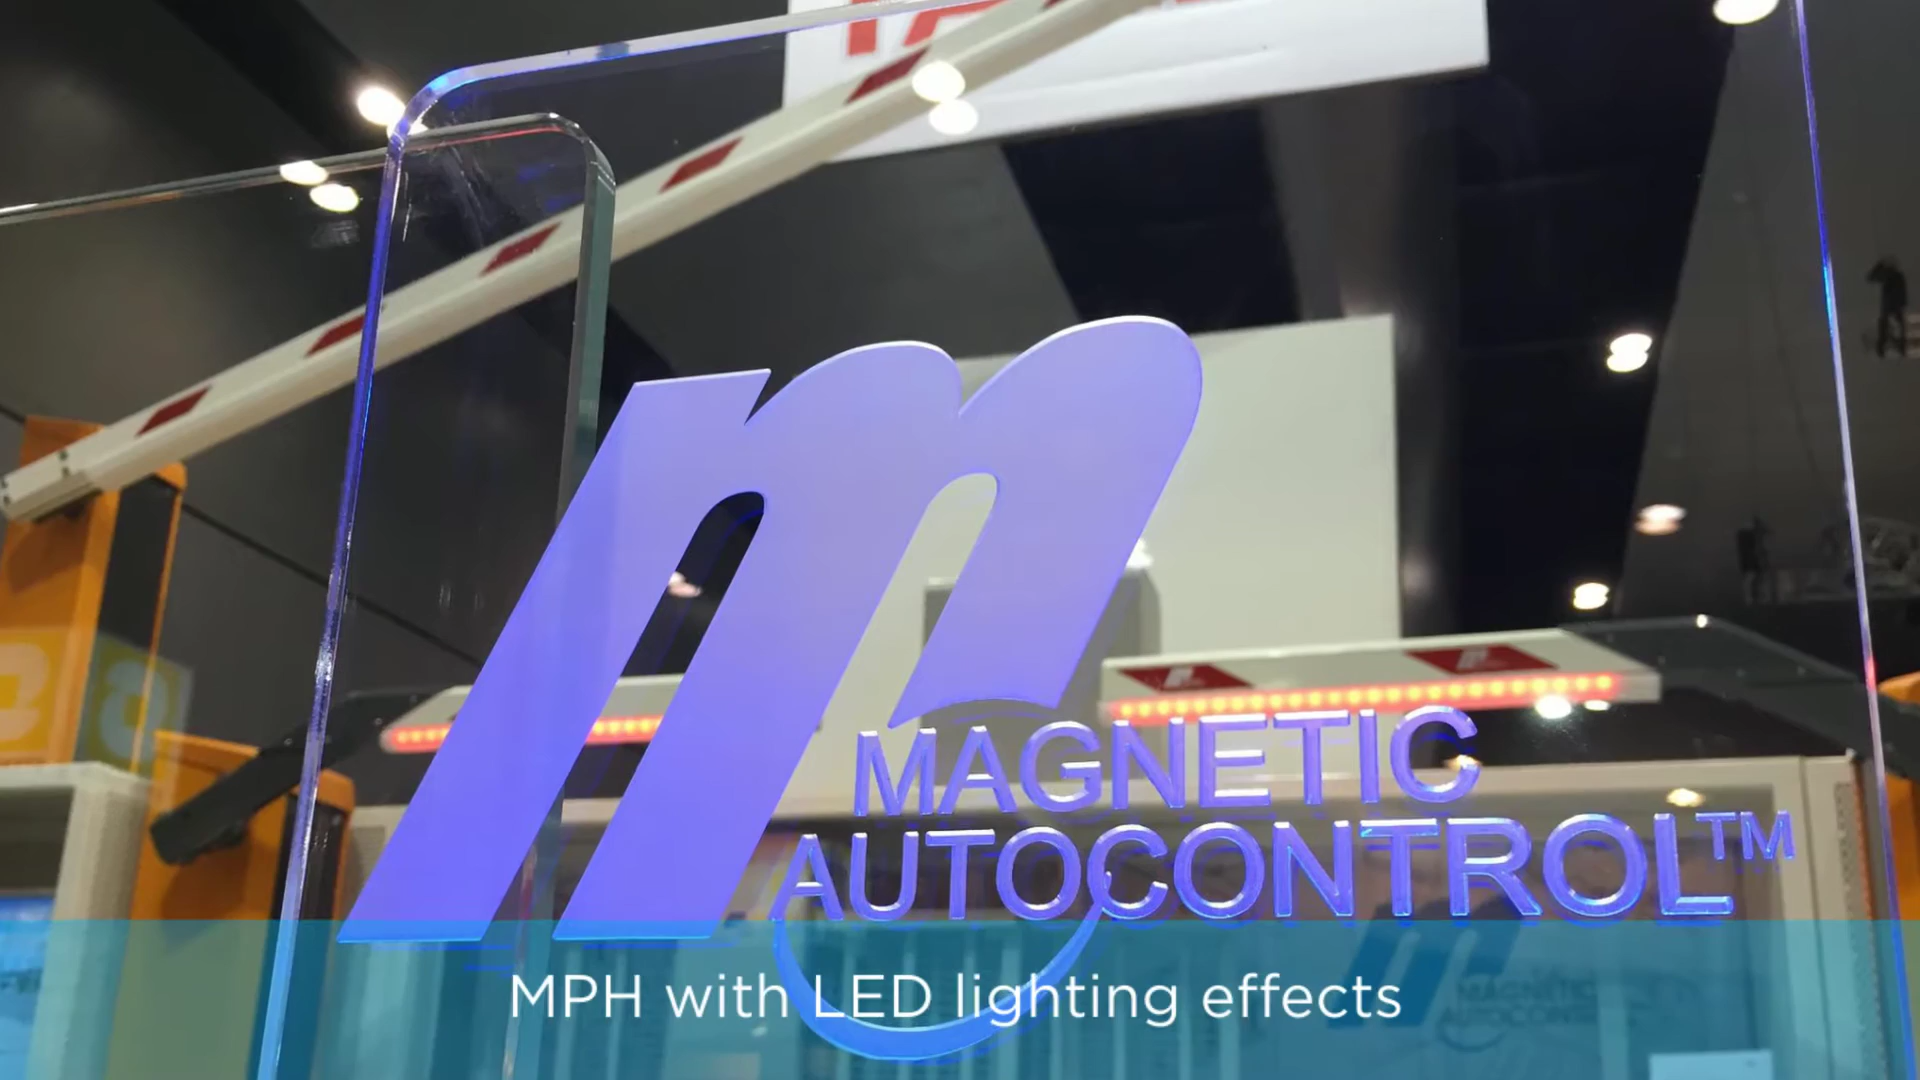 m
MAGNETIC
AUTOCONTROL™
MPH with LED lighting effects